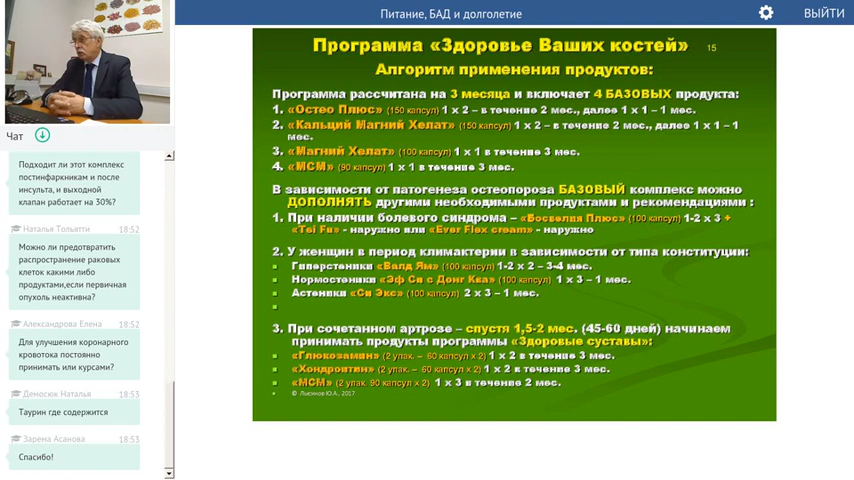 Питание, БАД и долголетие
ВЫЙТИ
Чат
Подходит ли этот комплекс
постинфаркникам и после
инсульта, и выходной
клапан работает на 30%?
Наталья Тольятти 18:52
Можно ли предотвратить
распространение раковых
клеток какими либо
продуктами,если первичная
опухоль неактивна?
Александрова Елена 18:52
Для улучшения коронарного
кровотока постоянно
принимать или курсами?
Демосюк Наталья 18:53
Таурин где содержится
Зарема Асанова 18:53
Спасибо!
Программа «Здоровье Ваших костей» 15
Алгоритм применения продуктов:
Программа рассчитана на 3 месяца и включает 4 БАЗОВЫХ продукта:
1. «Остео Плюс» (150 капсул) 1 х 2 – в течение 2 мес., далее 1 х 1 – 1 мес.
2. «Кальций Магний Хелат» (150 капсул) 1 х 2 – в течение 2 мес., далее 1 х 1 – 1
мес.
3. «Магний Хелат» (100 капсул) 1 х 1 в течение 3 мес.
4. «МСМ» (90 капсул) 1 х 1 в течение 3 мес.
В зависимости от патогенеза остеопороза БАЗОВЫЙ комплекс можно
ДОПОЛНЯТЬ другими необходимыми продуктами и рекомендациями :
1. При наличии болевого синдрома – «Босвелия Плюс» (100 капсул) 1-2 х 3 +
«Tei Fu» - наружно или «Ever Flex cream» - наружно
2. У женщин в период климактерии в зависимости от типа конституции:
Гиперстеники «Валд Ям» (100 капсул) 1-2 х 2 – 3-4 мес.
Нормостеники «Эф Си с Донг Ква» (100 капсул) 1 х 3 – 1 мес.
Астеники «Си Экс» (100 капсул) 2 х 3 – 1 мес.
3. При сочетанном артрозе – спустя 1,5-2 мес. (45-60 дней) начинаем
принимать продукты программы «Здоровые суставы»:
«Глюкозамин» (2 упак. – 60 капсул х 2) 1 х 2 в течение 3 мес.
«Хондроитин» (2 упак. – 60 капсул х 2) 1 х 2 в течение 3 мес.
«МСМ» (2 упак. 90 капсул х 2) 1 х 3 в течение 2 мес.
© Лысиков Ю.А., 2017